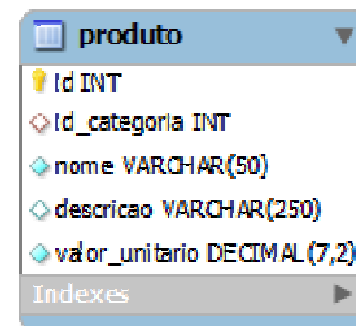 produto
id INT
id_categoria INT
nome VARCHAR(50)
descricao VARCHAR(250)
valor_unitario DECIMAL(7,2)
Indexes